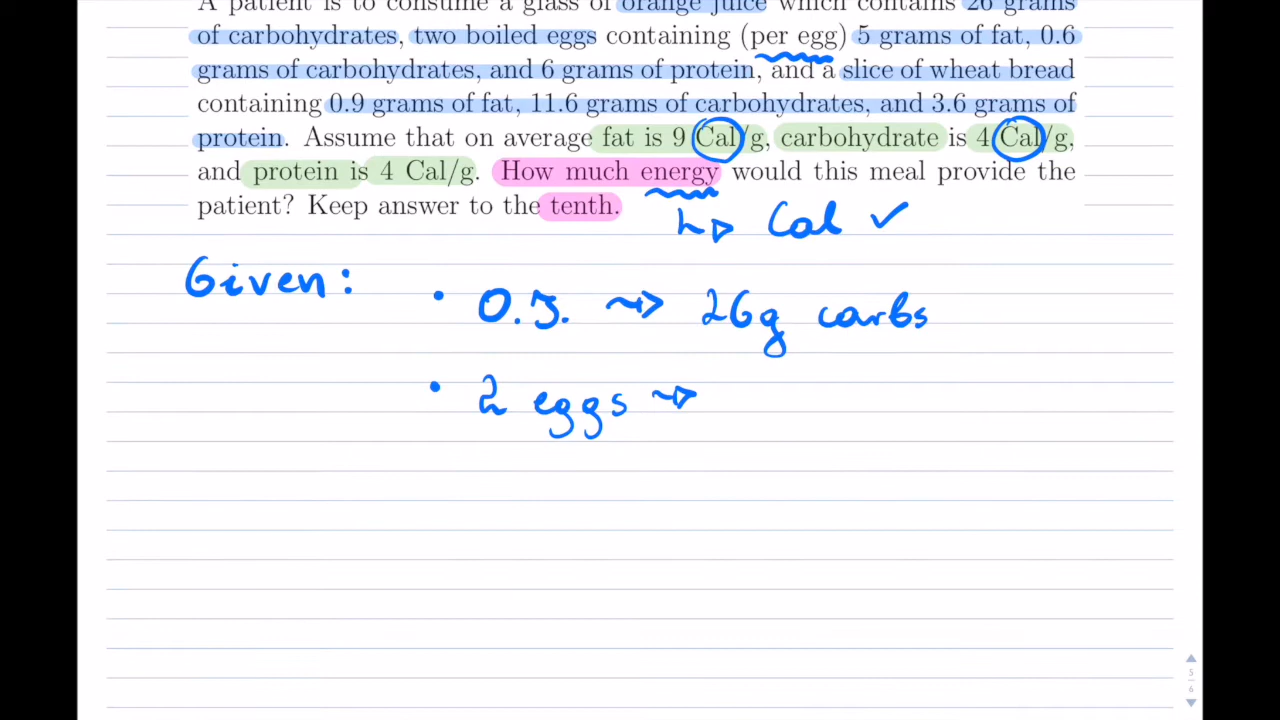 A patient is to consume a glass of orange juice which contains 26 grams
of carbohydrates, two boiled eggs containing (per egg) 5 grams of fat, 0.6
grams of carbohydrates, and 6 grams of protein, and a slice of wheat bread
containing 0.9 grams of fat, 11.6 grams of carbohydrates, and 3.6 grams of
protein. Assume that on average fat is 9 Cal/g, carbohydrate is 4 Cal/g,
and protein is 4 Cal/g. How much energy would this meal provide the
patient? Keep answer to the tenth.
Cal ✓
Given:
• O.J. → 26g carbs
• 2 eggs →
5
6